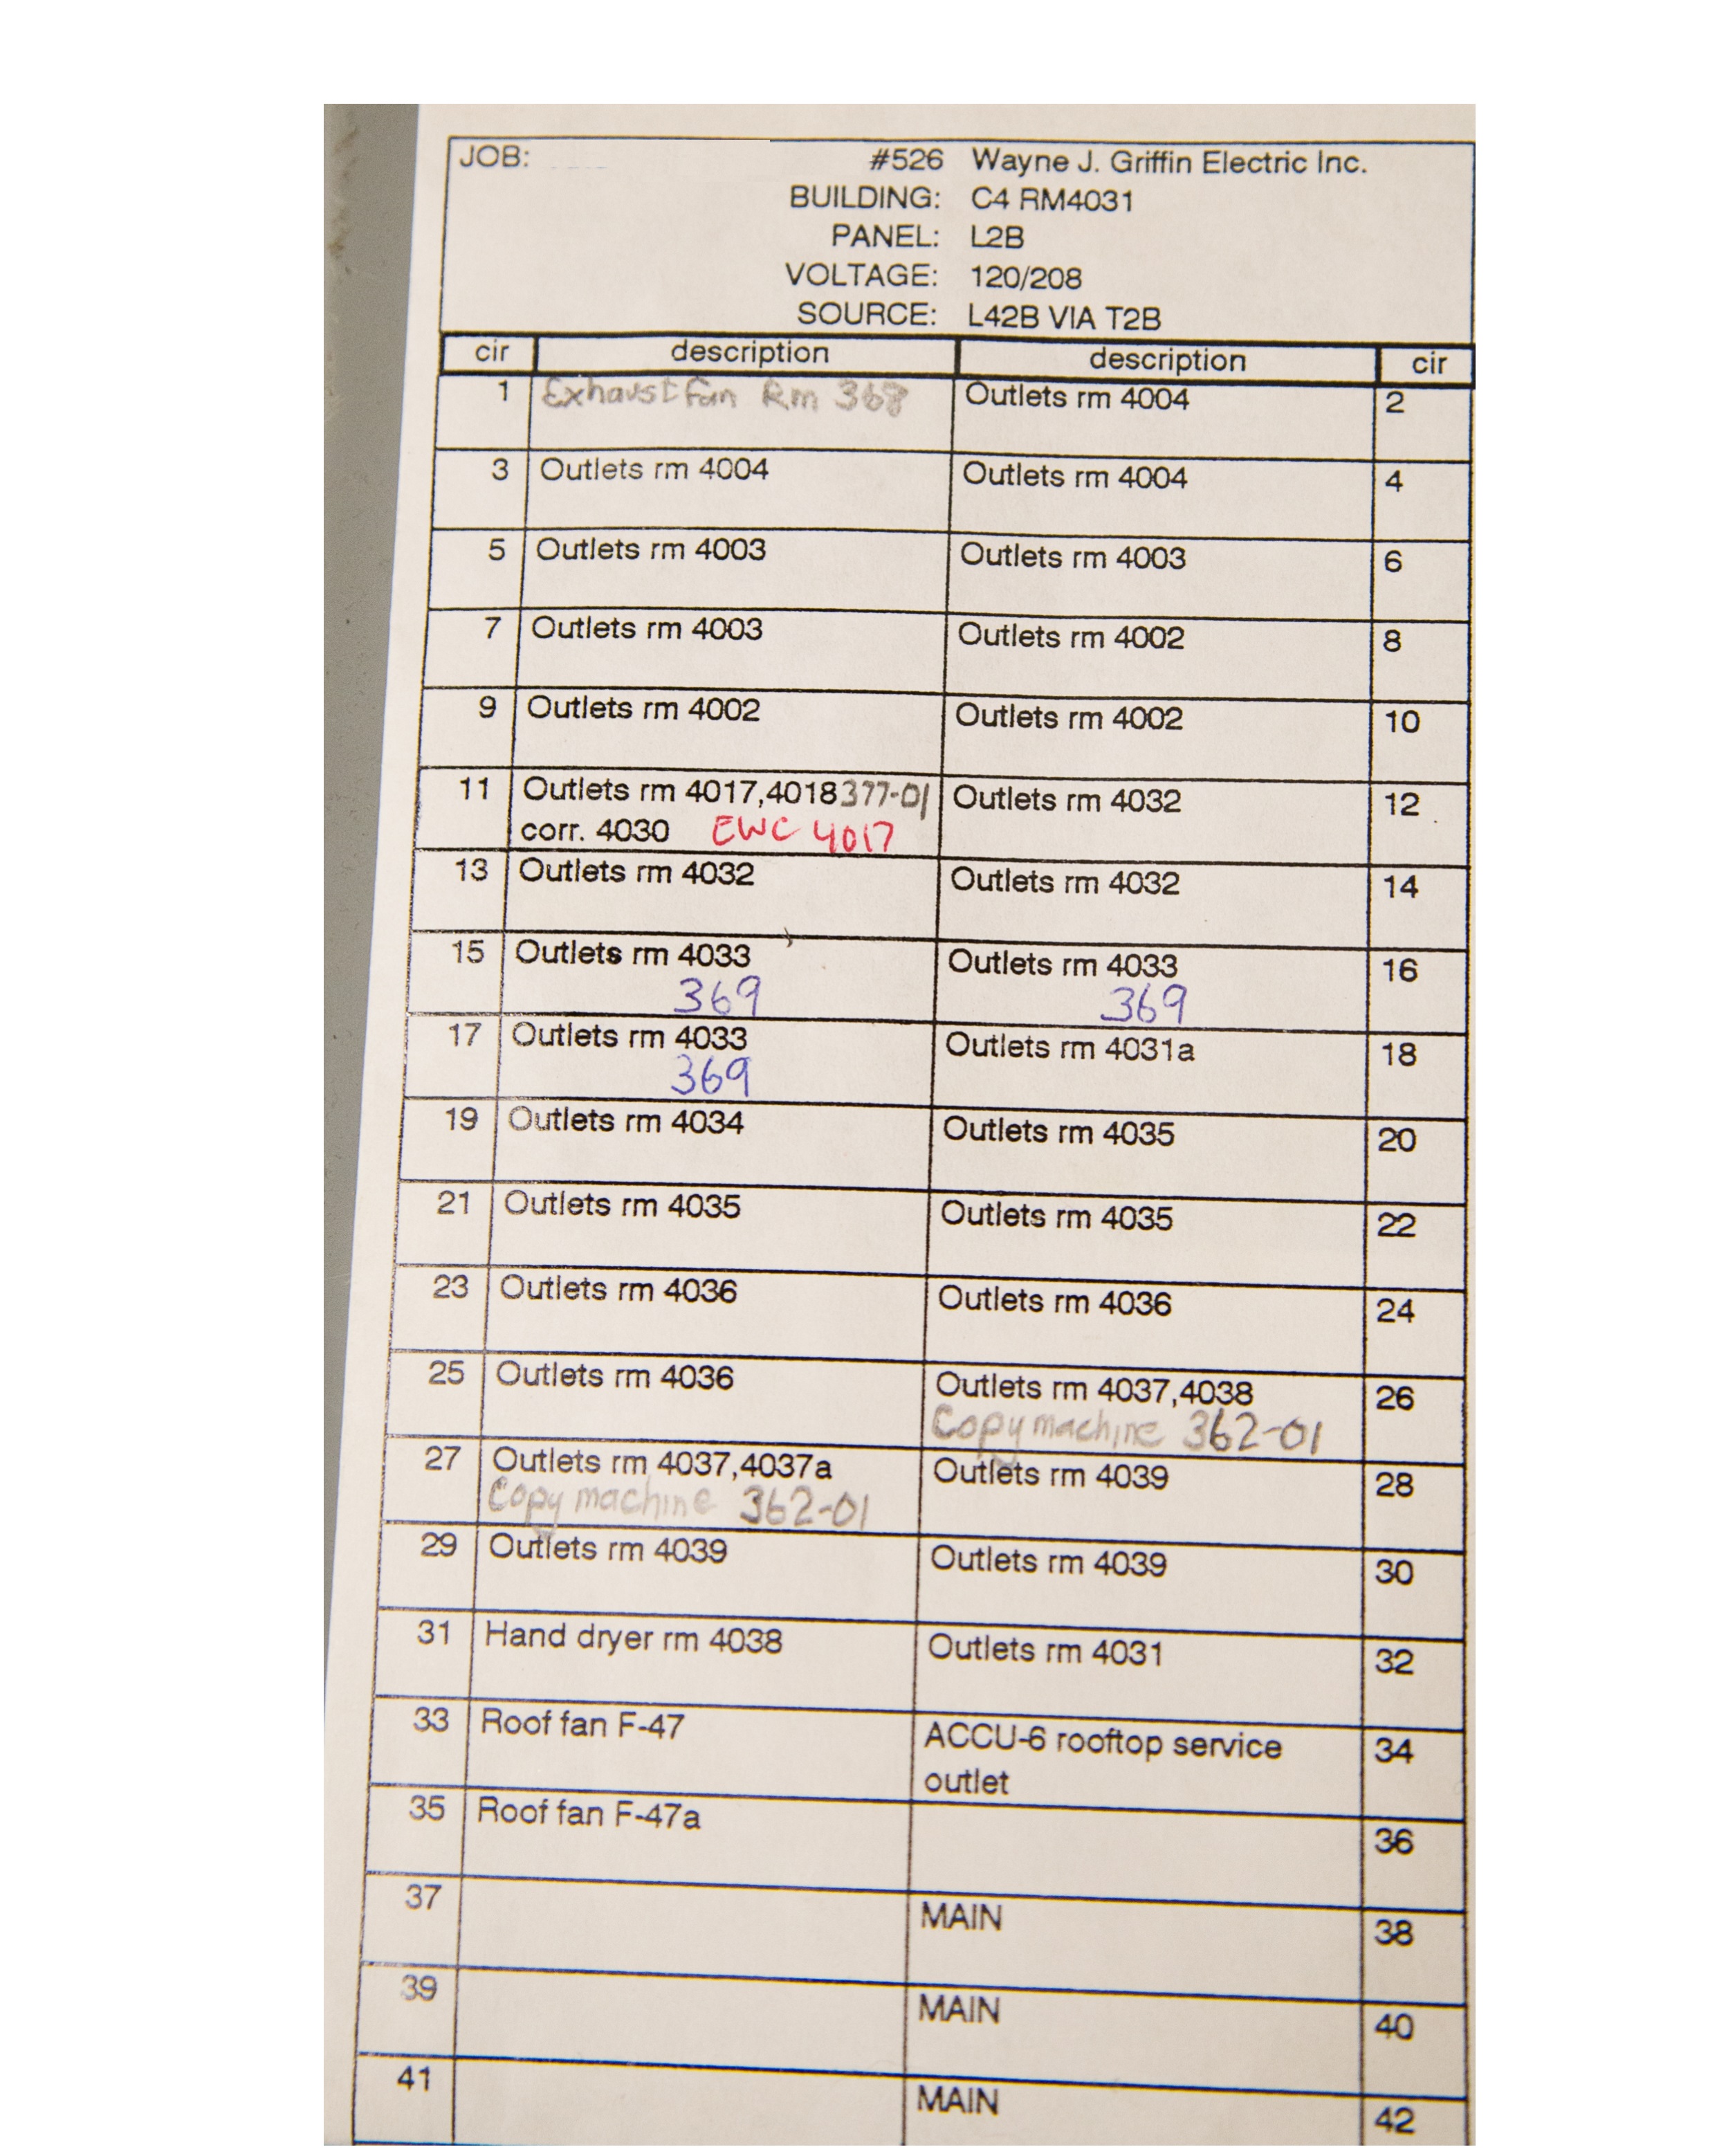 JOB: #526 Wayne J. Griffin Electric Inc.
BUILDING: C4 RM4031
PANEL: L2B
VOLTAGE: 120/208
SOURCE: L42B VIA T2B
cir description description cir
1 Exhaust fan Rm 368 Outlets rm 4004 2
3 Outlets rm 4004 Outlets rm 4004 4
5 Outlets rm 4003 Outlets rm 4003 6
7 Outlets rm 4003 Outlets rm 4002 8
9 Outlets rm 4002 Outlets rm 4002 10
11 Outlets rm 4017,4018 377-01 Outlets rm 4032 12
corr. 4030 EWC 4017
13 Outlets rm 4032 Outlets rm 4032 14
15 Outlets rm 4033 Outlets rm 4033 16
369 369
17 Outlets rm 4033 Outlets rm 4031a 18
369
19 Outlets rm 4034 Outlets rm 4035 20
21 Outlets rm 4035 Outlets rm 4035 22
23 Outlets rm 4036 Outlets rm 4036 24
25 Outlets rm 4036 Outlets rm 4037,4038 26
Copy machine 362-01
27 Outlets rm 4037,4037a Outlets rm 4039 28
Copy machine 362-01
29 Outlets rm 4039 Outlets rm 4039 30
31 Hand dryer rm 4038 Outlets rm 4031 32
33 Roof fan F-47 ACCU-6 rooftop service 34
outlet
35 Roof fan F-47a 36
37 MAIN 38
39 MAIN 40
41 MAIN 42